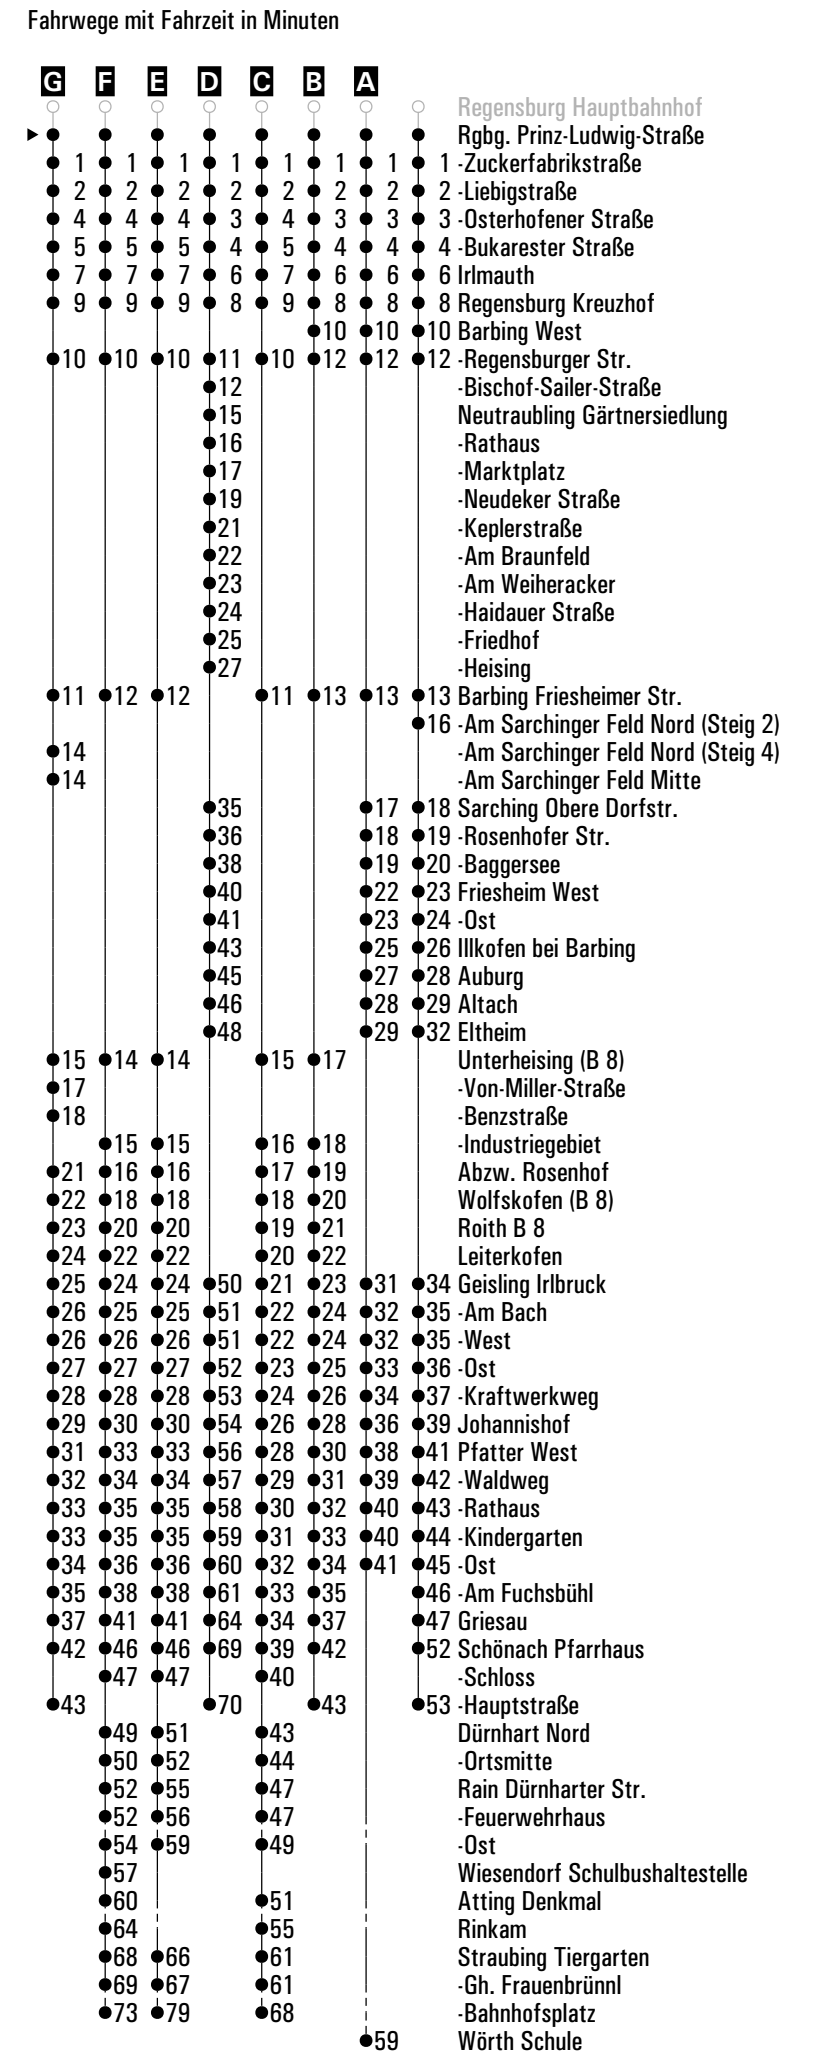 Fahrwege mit Fahrzeit in Minuten
G F E D C B A
Regensburg Hauptbahnhof
Rgbg. Prinz-Ludwig-Straße
1 1 1 1 1 1 1 1 -Zuckerfabrikstraße
2 2 2 2 2 2 2 2 -Liebigstraße
4 4 4 3 4 3 3 3 -Osterhofener Straße
5 5 5 4 5 4 4 4 -Bukarester Straße
7 7 7 6 7 6 6 6 Irlmauth
9 9 9 8 9 8 8 8 Regensburg Kreuzhof
10 10 10 Barbing West
10 10 10 11 10 12 12 12 -Regensburger Str.
12 -Bischof-Sailer-Straße
15 Neutraubling Gärtnersiedlung
16 -Rathaus
17 -Marktplatz
19 -Neudeker Straße
21 -Keplerstraße
22 -Am Braunfeld
23 -Am Weiheracker
24 -Haidauer Straße
25 -Friedhof
27 -Heising
11 12 12 11 13 13 13 Barbing Friesheimer Str.
16 -Am Sarchinger Feld Nord (Steig 2)
14 -Am Sarchinger Feld Nord (Steig 4)
14 -Am Sarchinger Feld Mitte
35 17 18 Sarching Obere Dorfstr.
36 18 19 -Rosenhofer Str.
38 19 20 -Baggersee
40 22 23 Friesheim West
41 23 24 -Ost
43 25 26 Illkofen bei Barbing
45 27 28 Auburg
46 28 29 Altach
48 29 32 Eltheim
15 14 14 15 17 Unterheising (B 8)
17 -Von-Miller-Straße
18 -Benzstraße
15 15 16 18 -Industriegebiet
21 16 16 17 19 Abzw. Rosenhof
22 18 18 18 20 Wolfskofen (B 8)
23 20 20 19 21 Roith B 8
24 22 22 20 22 Leiterkofen
25 24 24 50 21 23 31 34 Geisling Irlbruck
26 25 25 51 22 24 32 35 -Am Bach
26 26 26 51 22 24 32 35 -West
27 27 27 52 23 25 33 36 -Ost
28 28 28 53 24 26 34 37 -Kraftwerkweg
29 30 30 54 26 28 36 39 Johannishof
31 33 33 56 28 30 38 41 Pfatter West
32 34 34 57 29 31 39 42 -Waldweg
33 35 35 58 30 32 40 43 -Rathaus
33 35 35 59 31 33 40 44 -Kindergarten
34 36 36 60 32 34 41 45 -Ost
35 38 38 61 33 35 46 -Am Fuchsbühl
37 41 41 64 34 37 47 Griesau
42 46 46 69 39 42 52 Schönach Pfarrhaus
47 47 40 -Schloss
43 70 43 53 -Hauptstraße
49 51 43 Dürnhart Nord
50 52 44 -Ortsmitte
52 55 47 Rain Dürnharter Str.
52 56 47 -Feuerwehrhaus
54 59 49 -Ost
57 Wiesendorf Schulbushaltestelle
60 51 Atting Denkmal
64 55 Rinkam
68 66 61 Straubing Tiergarten
69 67 61 -Gh. Frauenbrünnl
73 79 68 -Bahnhofsplatz
59 Wörth Schule